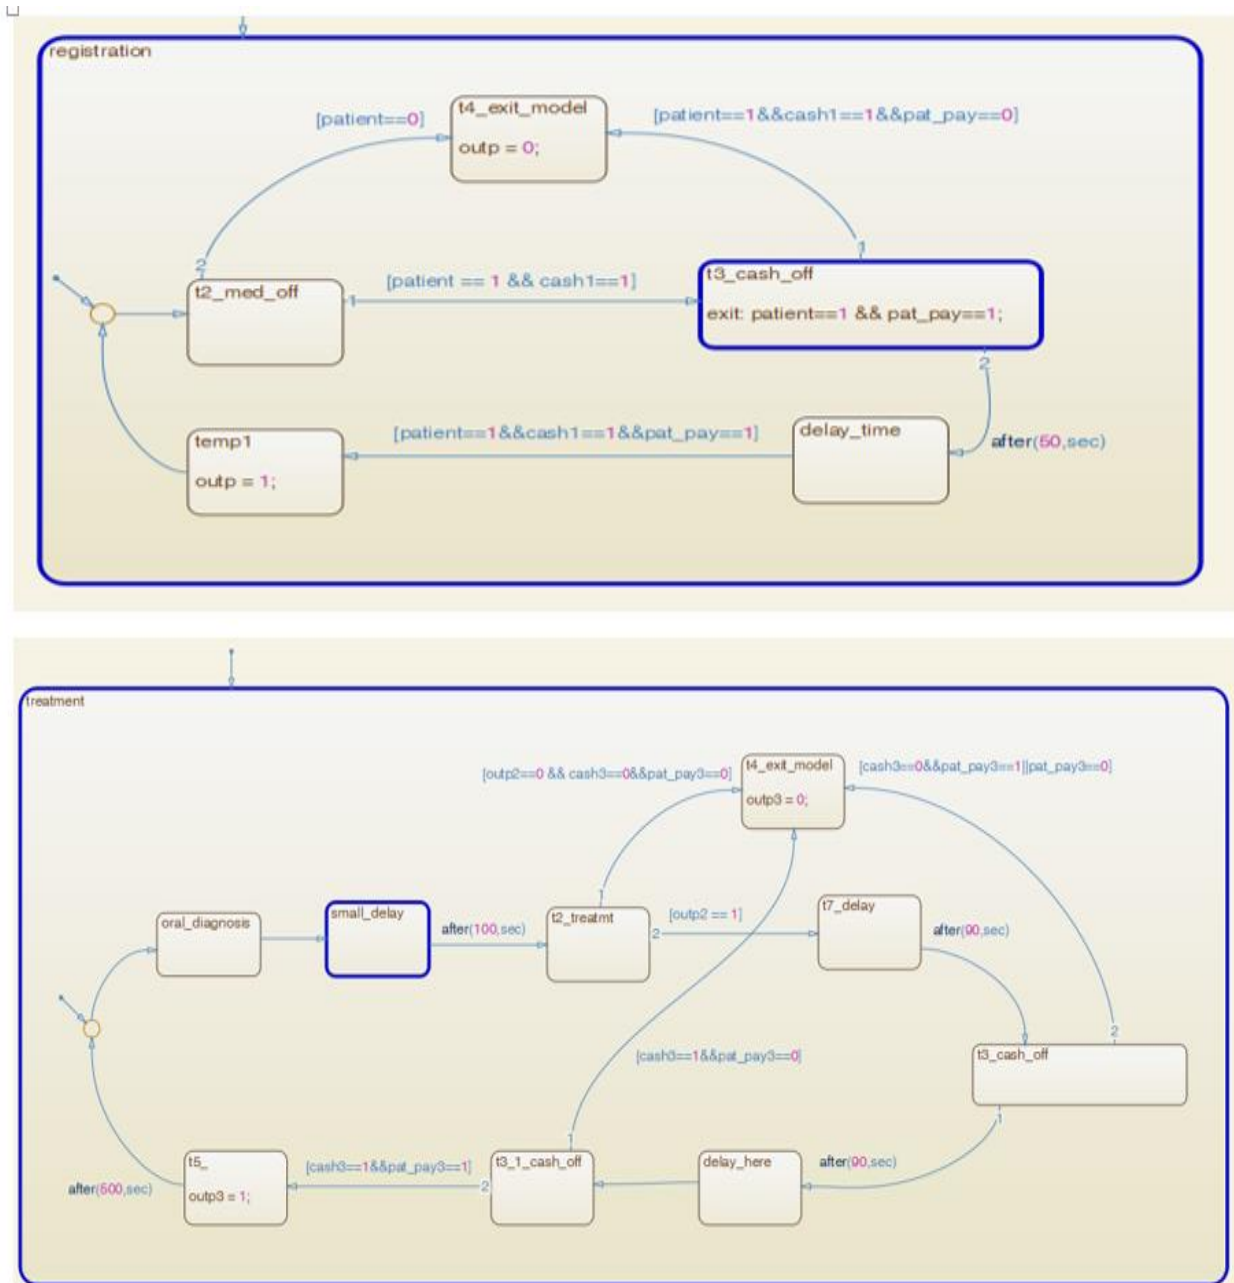 registration
[patient==0]
t4_exit_model
outp = 0;
[patient==1&&cash1==1&&pat_pay==0]
1
2
t2_med_off
1
[patient == 1 && cash1==1]
t3_cash_off
exit: patient==1 && pat_pay==1;
2
after(50,sec)
delay_time
[patient==1&&cash1==1&&pat_pay==1]
temp1
outp = 1;
treatment
[outp2==0 && cash3==0&&pat_pay3==0]
t4_exit_model
outp3 = 0;
[cash3==0&&pat_pay3==1||pat_pay3==0]
oral_diagnosis
small_delay
after(100,sec)
1
t2_treatmt
2
[outp2 == 1]
t7_delay
after(90,sec)
2
t3_cash_off
1
[cash3==1&&pat_pay3==0]
after(90,sec)
delay_here
1
t3_1_cash_off
2
[cash3==1&&pat_pay3==1]
t5_
outp3 = 1;
after(500,sec)